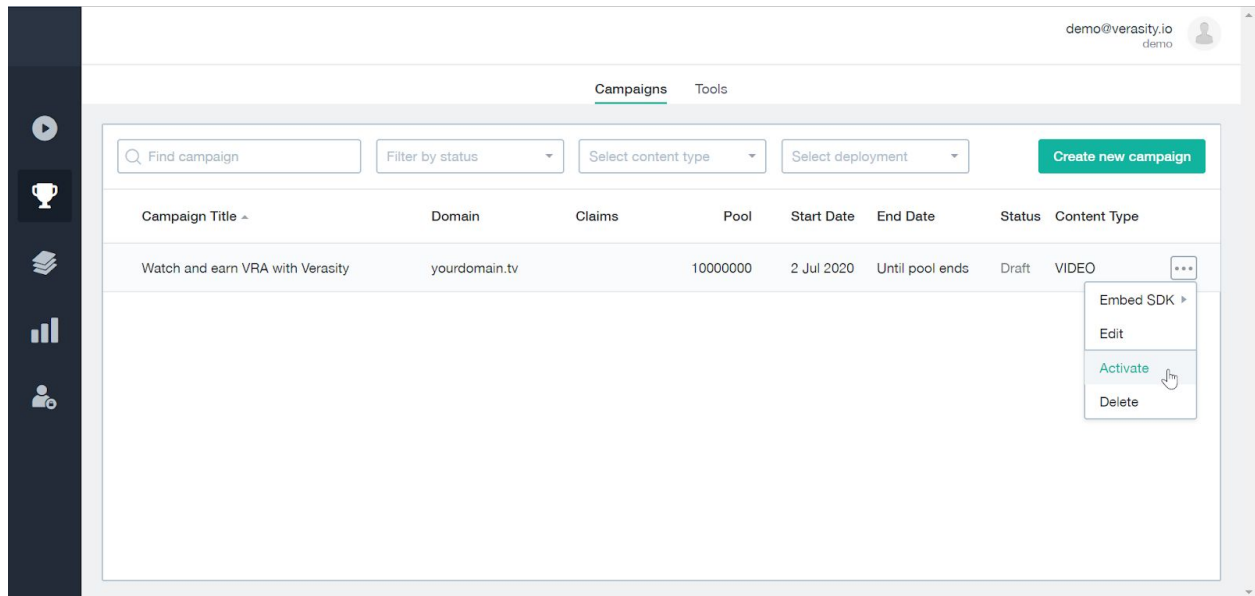 demo@verasity.io
demo
Campaigns Tools
Find campaign Filter by status Select content type Select deployment Create new campaign
Campaign Title Domain Claims Pool Start Date End Date Status Content Type
Watch and earn VRA with Verasity yourdomain.tv 10000000 2 Jul 2020 Until pool ends Draft VIDEO
Embed SDK
Edit
Activate
Delete